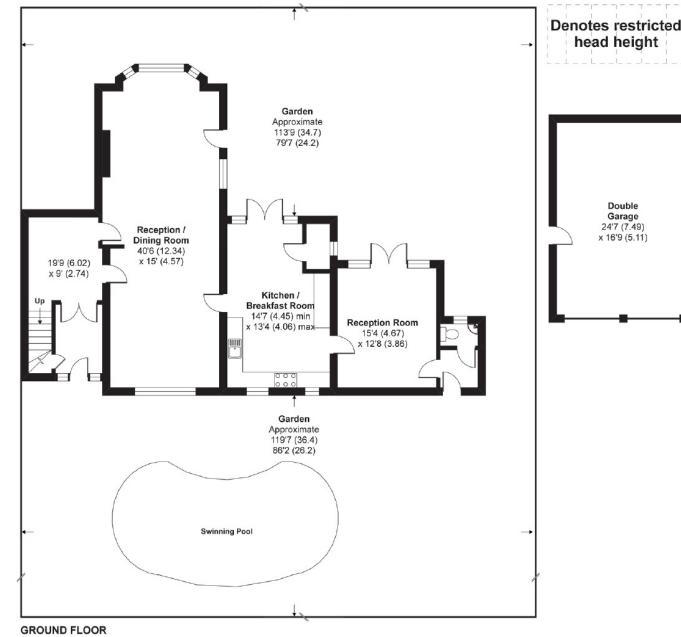 Denotes restricted
head height
Garden
Approximate
113'9 (34.7)
79'7 (24.2)
Double
Garage
24'7 (7.49)
x 16'9 (5.11)
Reception /
Dining Room
40'6 (12.34)
x 15' (4.57)
19'9 (6.02)
x 9' (2.74)
Up
Kitchen /
Breakfast Room
14'7 (4.45) min
x 13'4 (4.06) max
Reception Room
15'4 (4.67)
x 12'8 (3.86)
Garden
Approximate
119'7 (36.4)
86'2 (26.2)
Swinning Pool
GROUND FLOOR